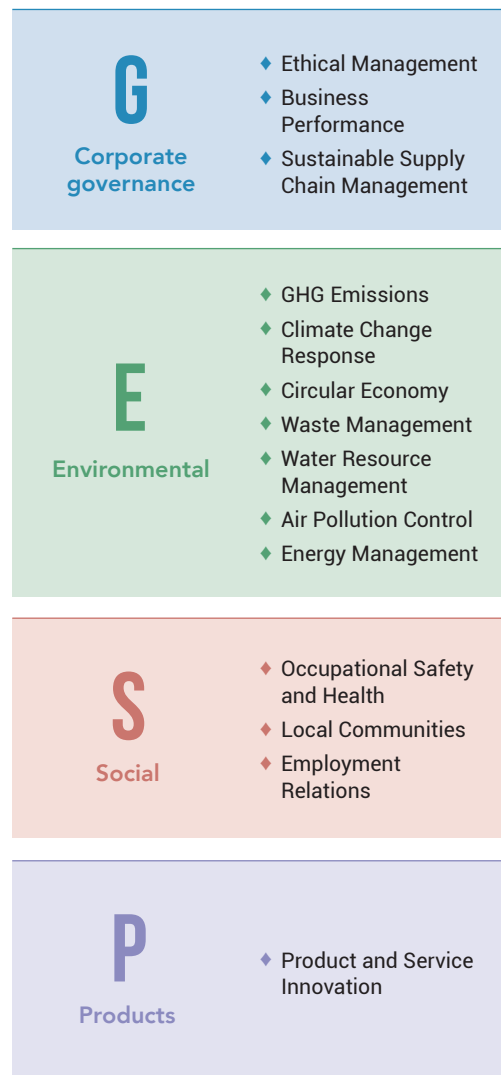 G
Corporate
governance
♦ Ethical Management
♦ Business
Performance
♦ Sustainable Supply
Chain Management
E
Environmental
♦ GHG Emissions
♦ Climate Change
Response
♦ Circular Economy
♦ Waste Management
♦ Water Resource
Management
♦ Air Pollution Control
♦ Energy Management
S
Social
♦ Occupational Safety
and Health
♦ Local Communities
♦ Employment
Relations
P
Products
♦ Product and Service
Innovation